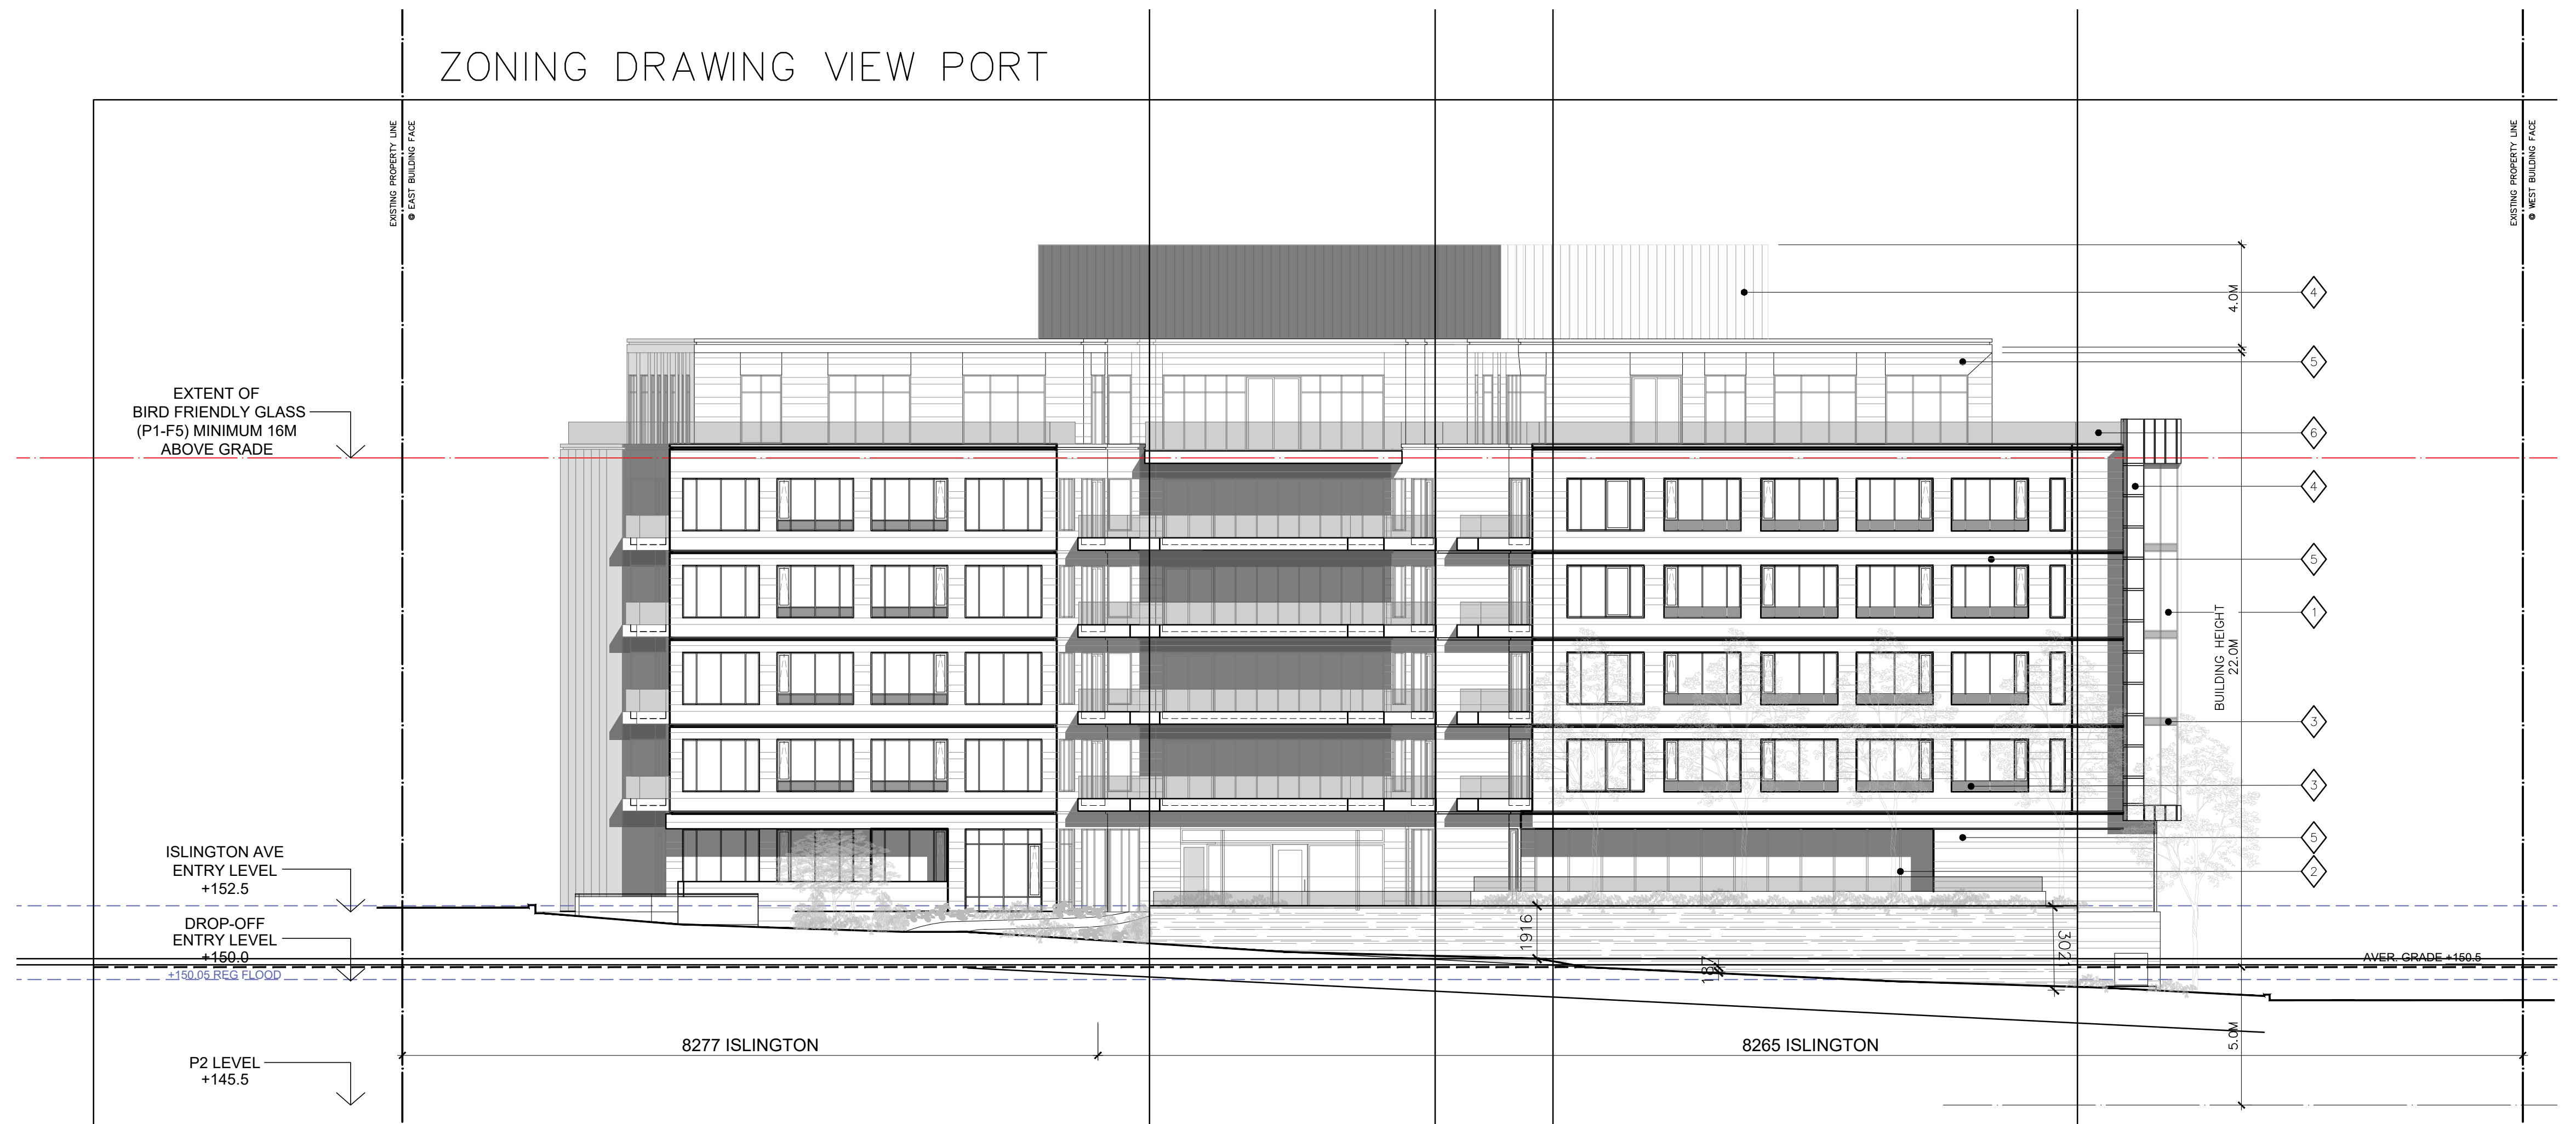 ZONING DRAWING VIEW PORT
EXISTING PROPERTY LINE
@ EAST BUILDING FACE
EXISTING PROPERTY LINE
@ WEST BUILDING FACE
4
4.0M
5
EXTENT OF
BIRD FRIENDLY GLASS
(P1-F5) MINIMUM 16M
ABOVE GRADE
6
4
5
1
BUILDING HEIGHT
22.0M
3
3
5
2
ISLINGTON AVE
ENTRY LEVEL
+152.5
DROP-OFF
ENTRY LEVEL
+150.0
+150.05 REG FLOOD
1916
187
3021
AVER. GRADE +150.5
8277 ISLINGTON
8265 ISLINGTON
5.0M
P2 LEVEL
+145.5